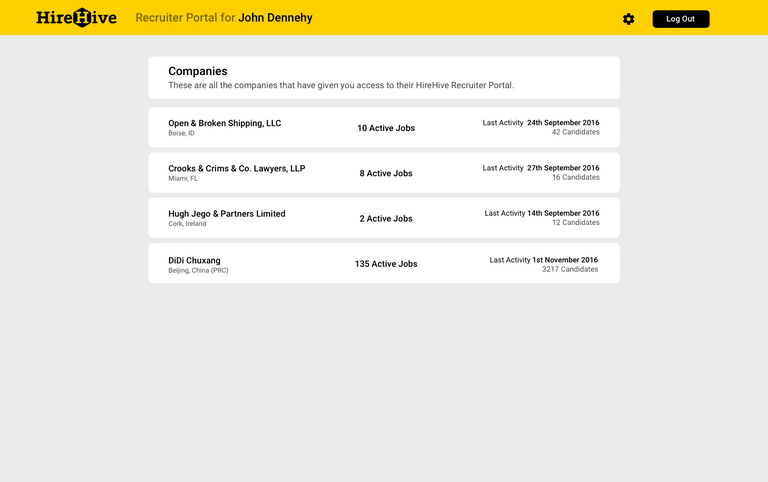 HireHive
Recruiter Portal for John Dennehy
Log Out
Companies
These are all the companies that have given you access to their HireHive Recruiter Portal.
Open & Broken Shipping, LLC
Boise, ID
10 Active Jobs
Last Activity 24th September 2016
42 Candidates
Crooks & Crims & Co. Lawyers, LLP
Miami, FL
8 Active Jobs
Last Activity 27th September 2016
16 Candidates
Hugh Jego & Partners Limited
Cork, Ireland
2 Active Jobs
Last Activity 14th September 2016
12 Candidates
DiDi Chuxang
Beijing, China (PRC)
135 Active Jobs
Last Activity 1st November 2016
3217 Candidates